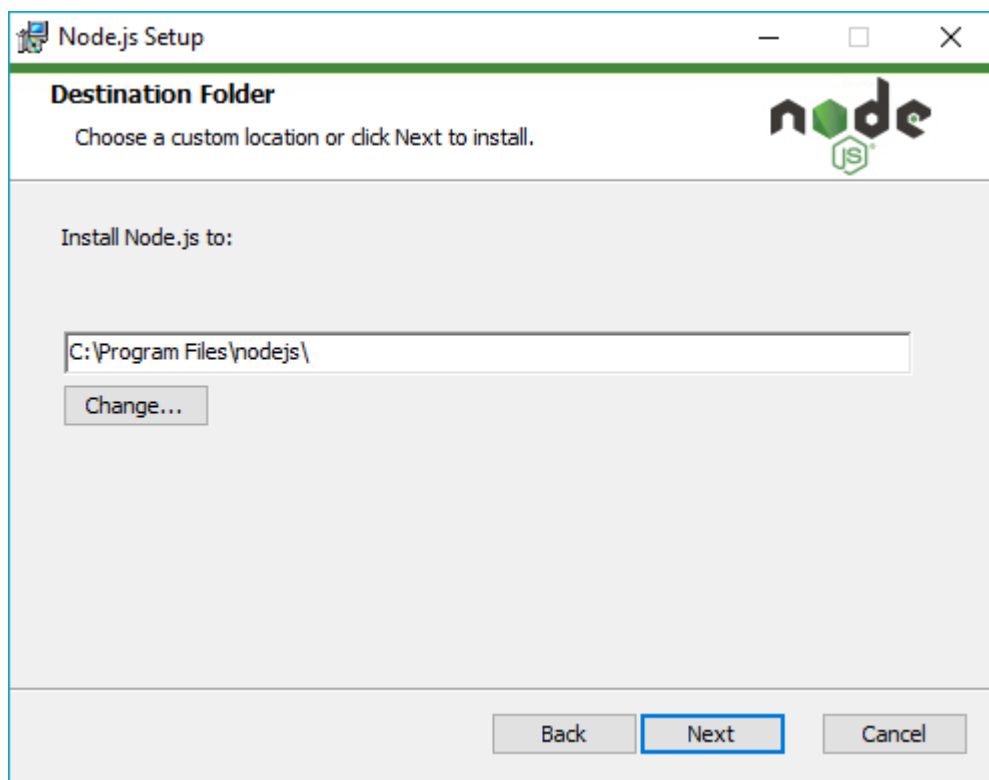 Node.js Setup
Destination Folder
Choose a custom location or click Next to install.
node
JS
Install Node.js to:
C:\Program Files\nodejs\
Change...
Back
Next
Cancel